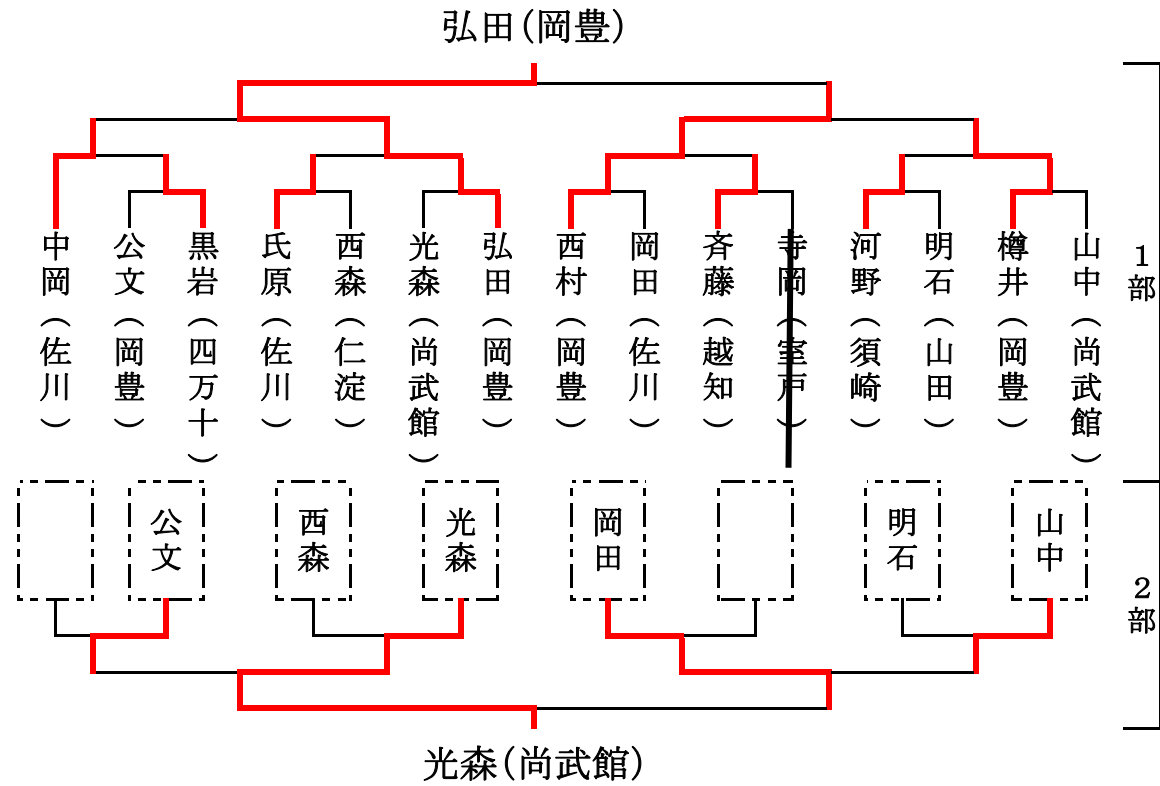 弘田(岡豊)
中岡(佐川)
公文(岡豊)
黒岩(四万十)
氏原(佐川)
西森(仁淀)
光森(尚武館)
弘田(岡豊)
西村(岡豊)
岡田(佐川)
斉藤(越知)
寺岡(室戸)
河野(須崎)
明石(山田)
樽井(岡豊)
山中(尚武館)
1部
公文
西森
光森
岡田
明石
山中
2部
光森(尚武館)